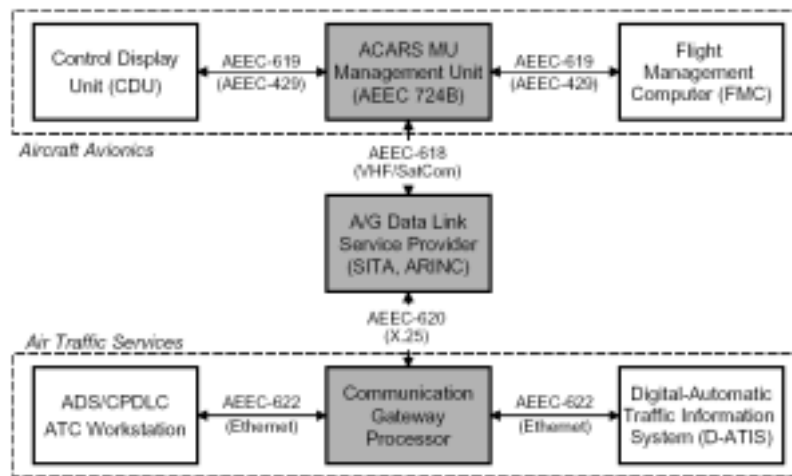 Control Display
Unit (CDU)
AEEC-619
(AEEC-429)
ACARS MU
Management Unit
(AEEC 724B)
AEEC-619
(AEEC-429)
Flight
Management
Computer (FMC)
Aircraft Avionics
AEEC-618
(VHF/SatCom)
A/G Data Link
Service Provider
(SITA, ARINC)
AEEC-620
(X.25)
Air Traffic Services
ADS/CPDLC
ATC Workstation
AEEC-622
(Ethernet)
Communication
Gateway
Processor
AEEC-622
(Ethernet)
Digital-Automatic
Traffic Information
System (D-ATIS)